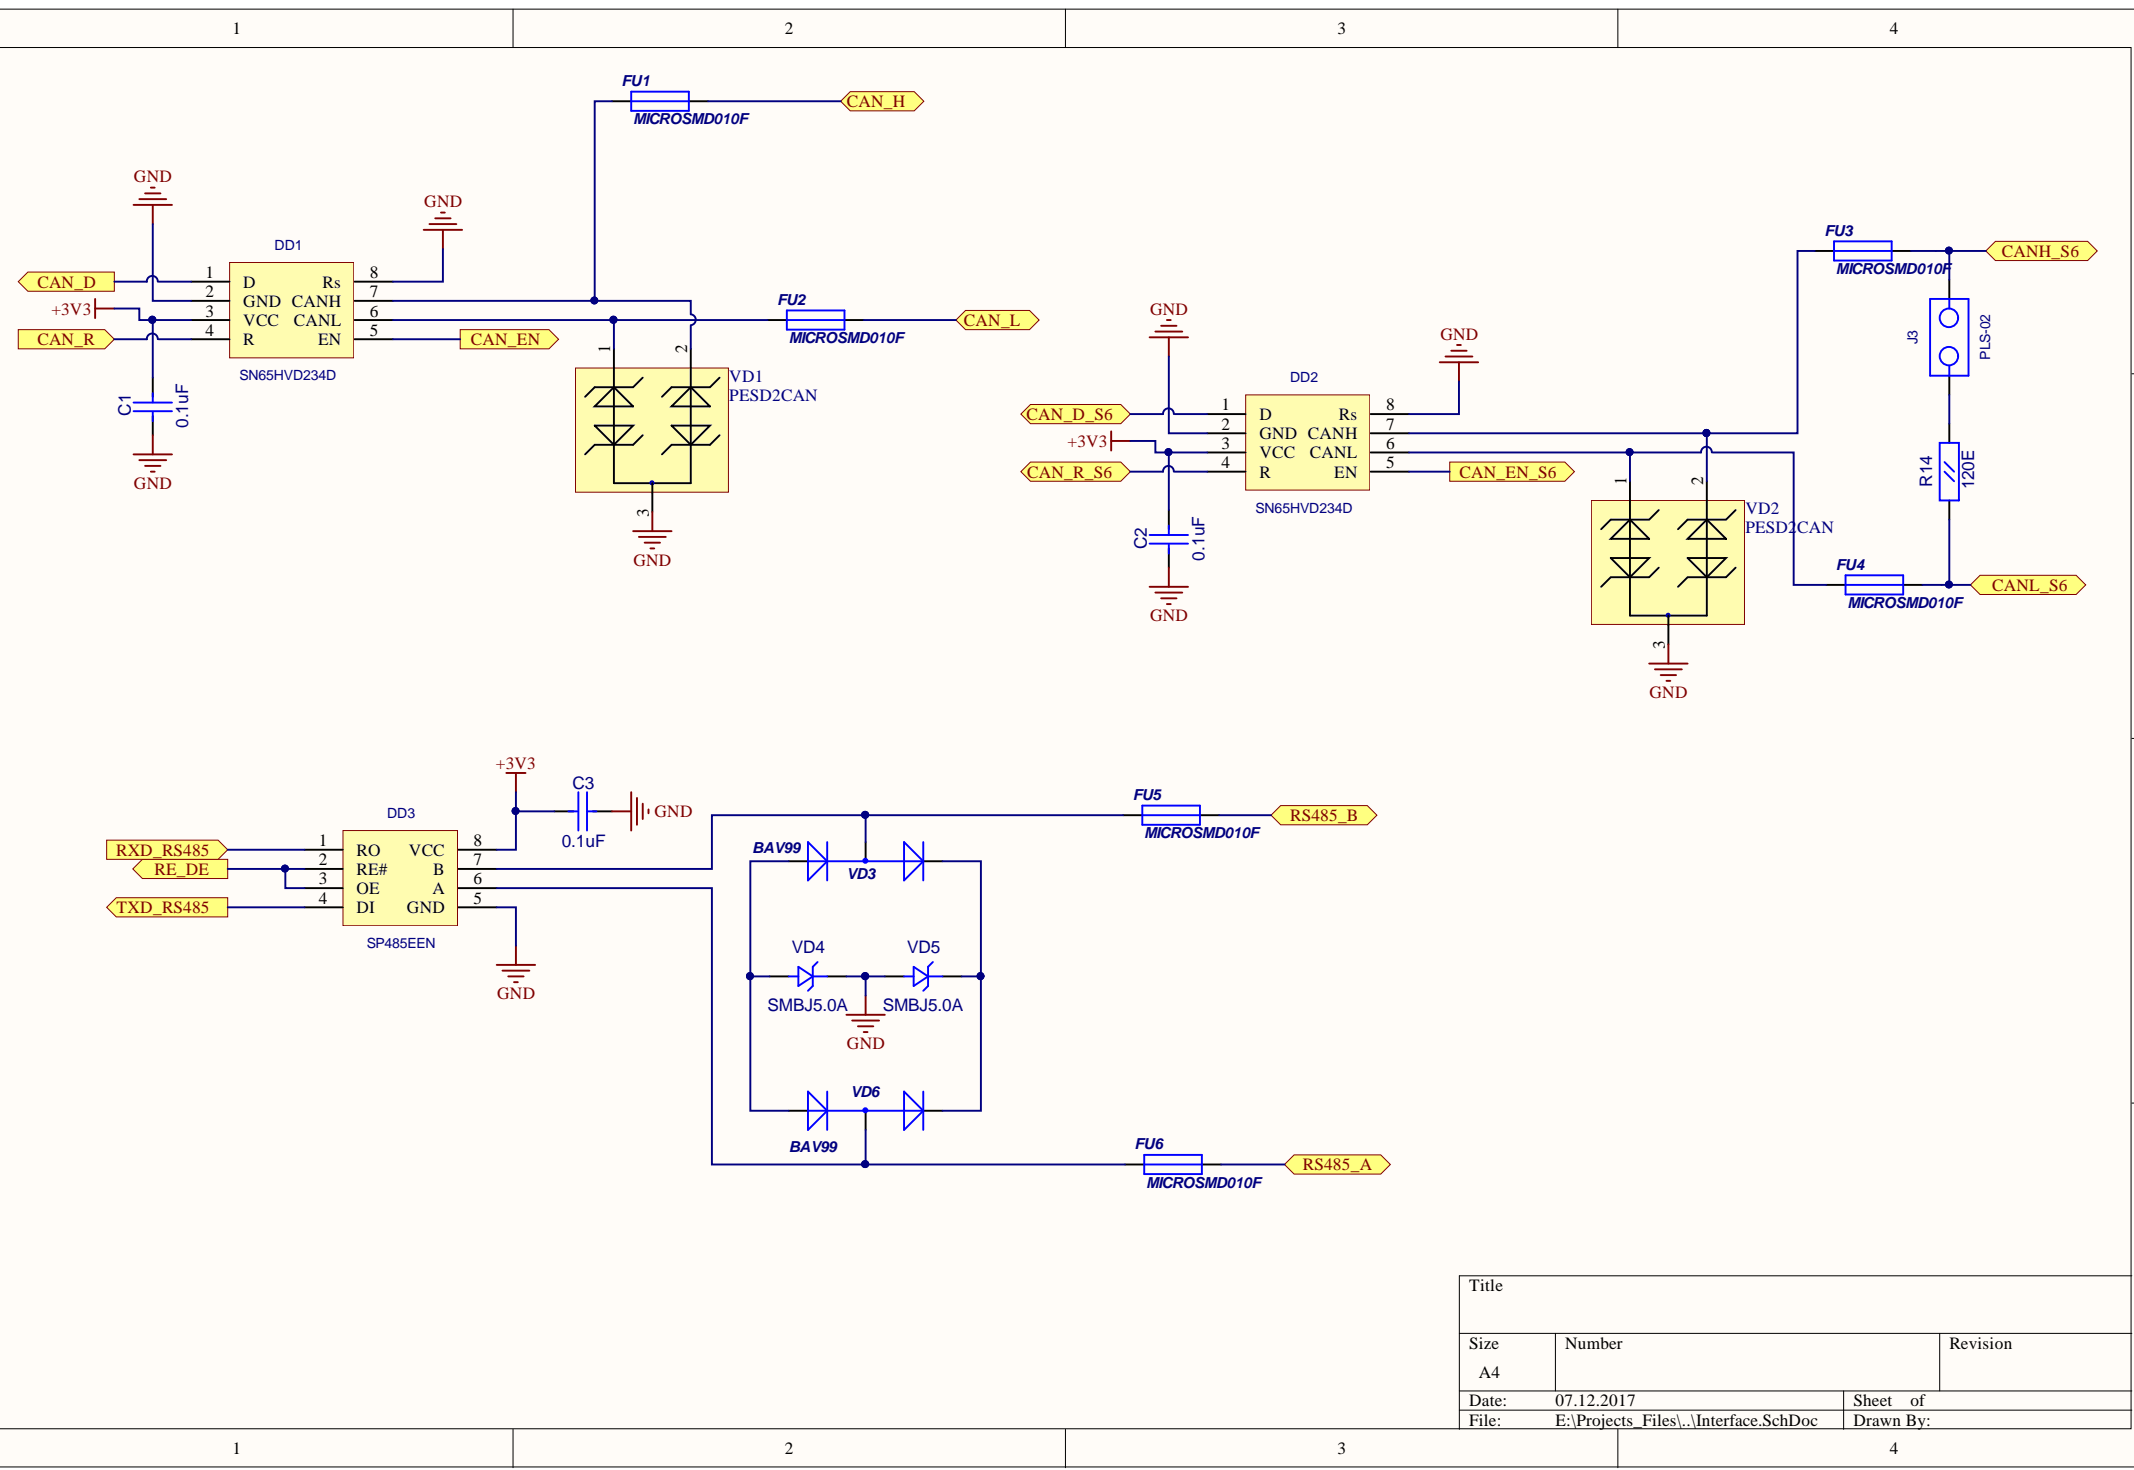 1 2 3 4
FU1
CAN_H
MICROSMD010F
GND
GND
DD1
CAN_D 1 D Rs 8
2 GND CANH 7
+3V3 3 VCC CANL 6
CAN_R 4 R EN 5 CAN_EN
SN65HVD234D
FU2
CAN_L
MICROSMD010F
C1
0.1uF
GND
1 2
VD1
PESD2CAN
3
GND
GND
GND
DD2
CAN_D_S6 1 D Rs 8
2 GND CANH 7
+3V3 3 VCC CANL 6
CAN_R_S6 4 R EN 5 CAN_EN_S6
SN65HVD234D
C2
0.1uF
GND
1 2
VD2
PESD2CAN
3
GND
FU3
CANH_S6
MICROSMD010F
J3
PLS-02
R14
120E
FU4
CANL_S6
MICROSMD010F
+3V3
C3
GND
0.1uF
DD3
RXD_RS485 1 RO VCC 8
RE_DE 2 RE# B 7
3 OE A 6
TXD_RS485 4 DI GND 5
SP485EEN
GND
FU5
RS485_B
MICROSMD010F
BAV99
VD3
VD4 VD5
SMBJ5.0A SMBJ5.0A
GND
VD6
BAV99
FU6
RS485_A
MICROSMD010F
Title
Size Number Revision
A4
Date: 07.12.2017 Sheet of
File: E:\Projects_Files\..\Interface.SchDoc Drawn By:
1 2 3 4